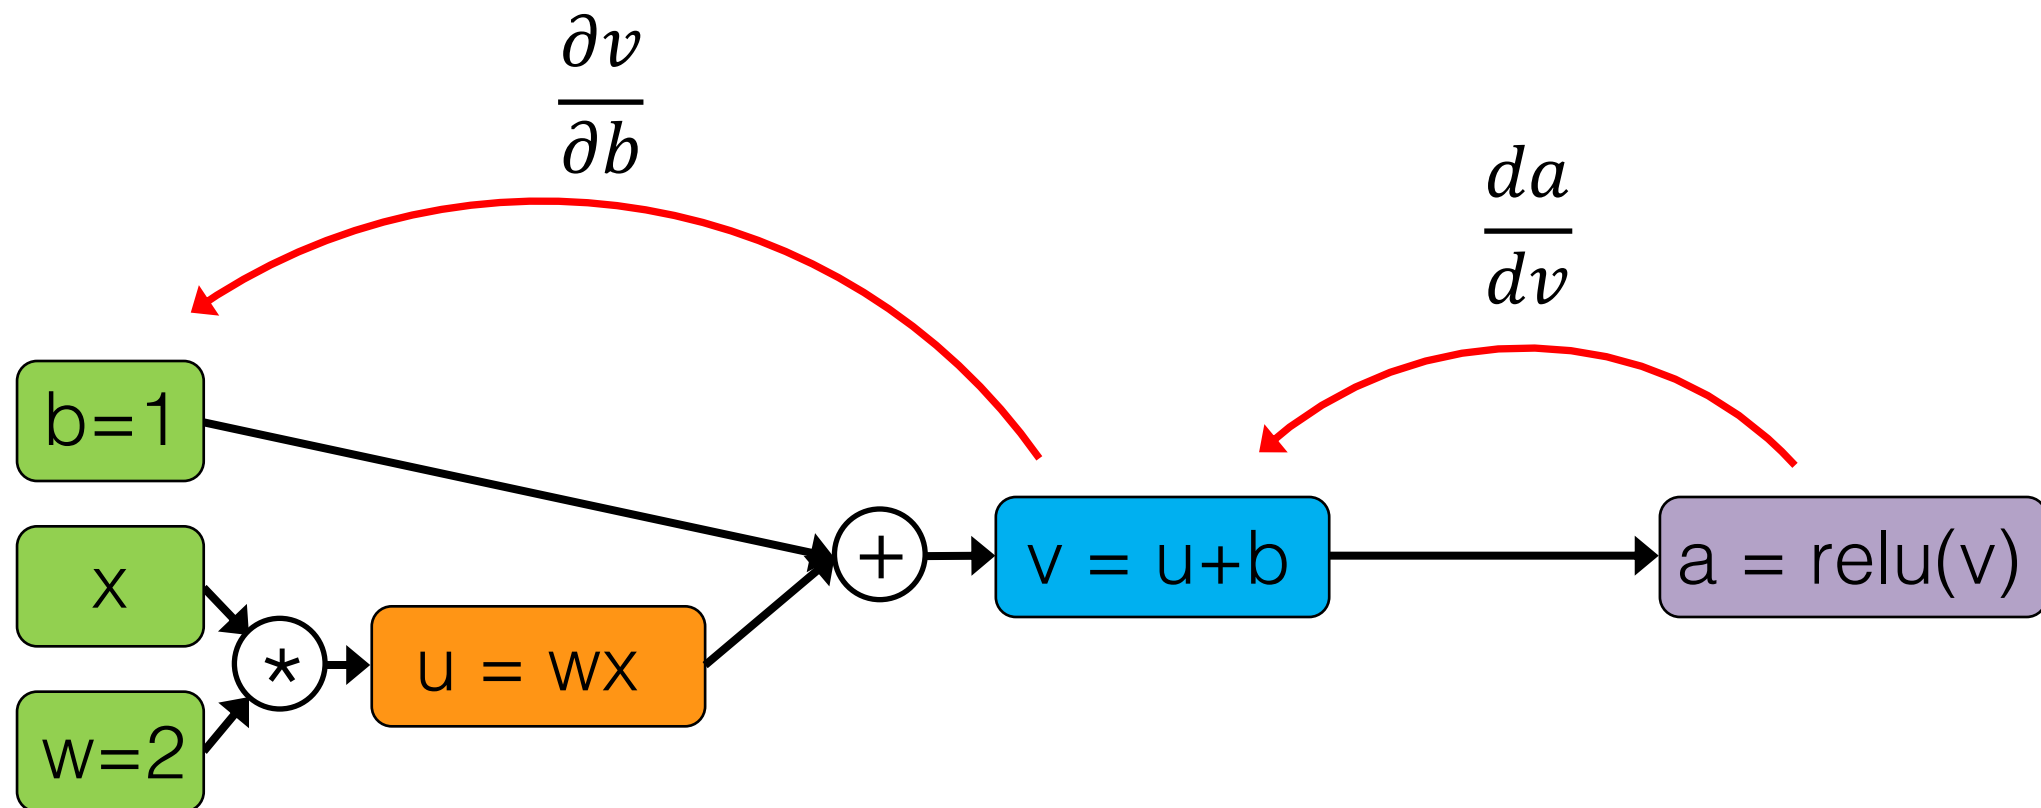 ∂v
∂b
da
dv
b=1
x
w=2
*
u = wx
+
v = u+b
a = relu(v)